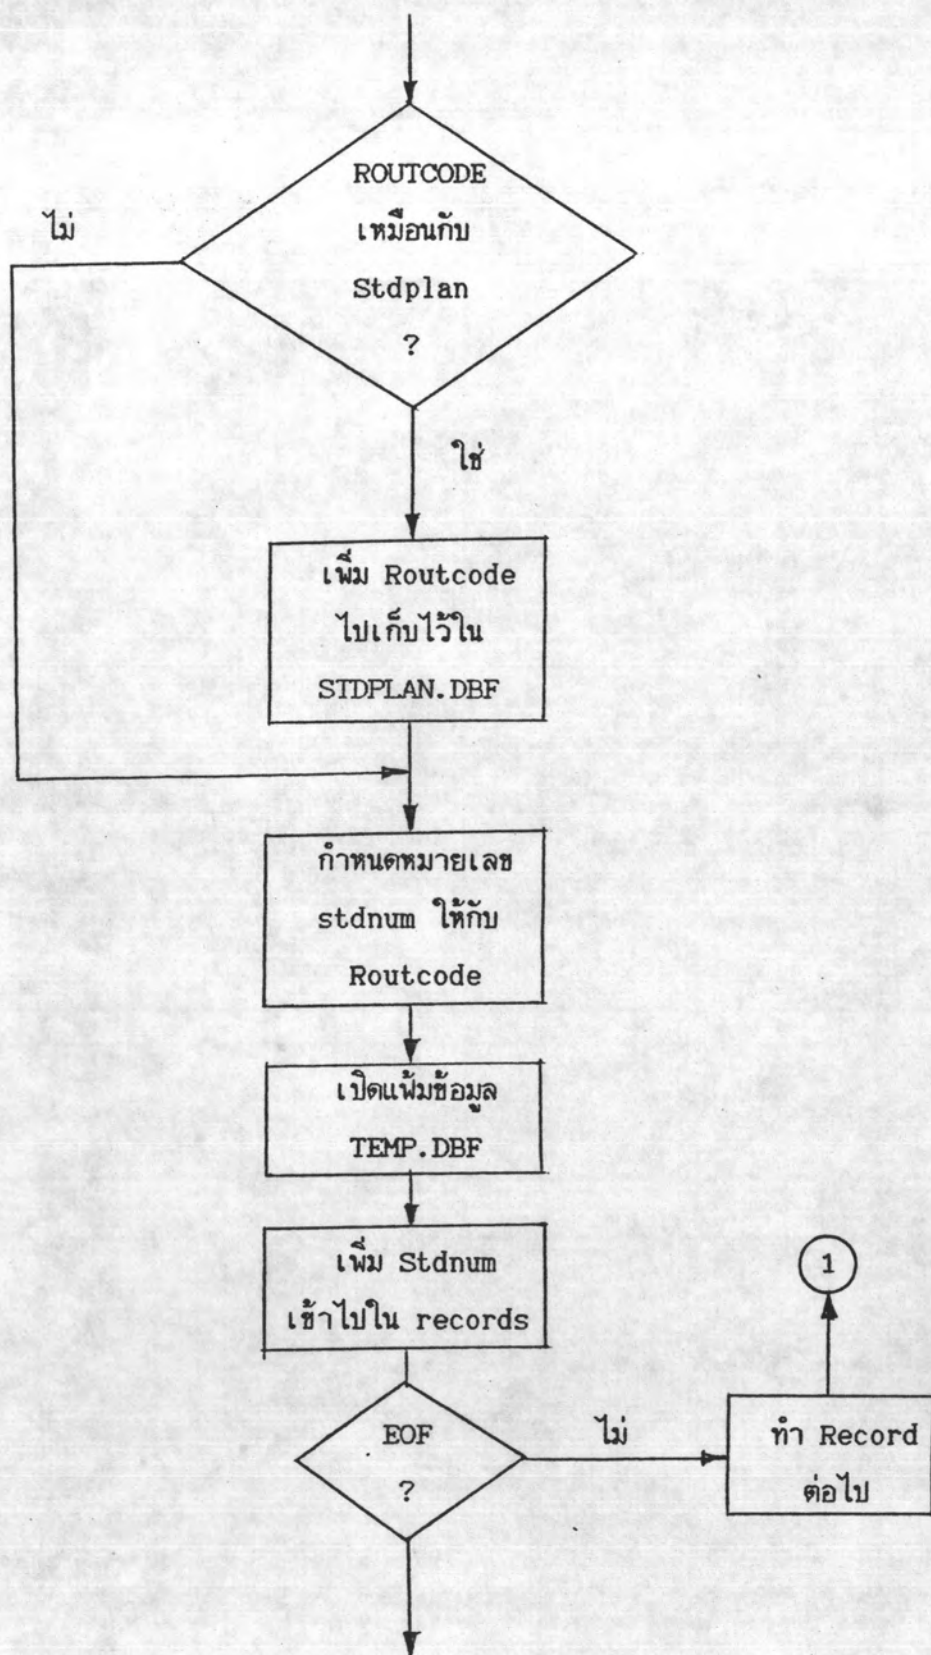 ROUTCODE
เหมือนกับ
Stdplan
?
ไม่
ใช่
เพิ่ม Routcode
ไปเก็บไว้ใน
STDPLAN.DBF
กำหนดหมายเลข
stdnum ให้กับ
Routcode
เปิดแฟ้มข้อมูล
TEMP.DBF
เพิ่ม Stdnum
เข้าไปใน records
1
EOF
?
ไม่
ทำ Record
ต่อไป